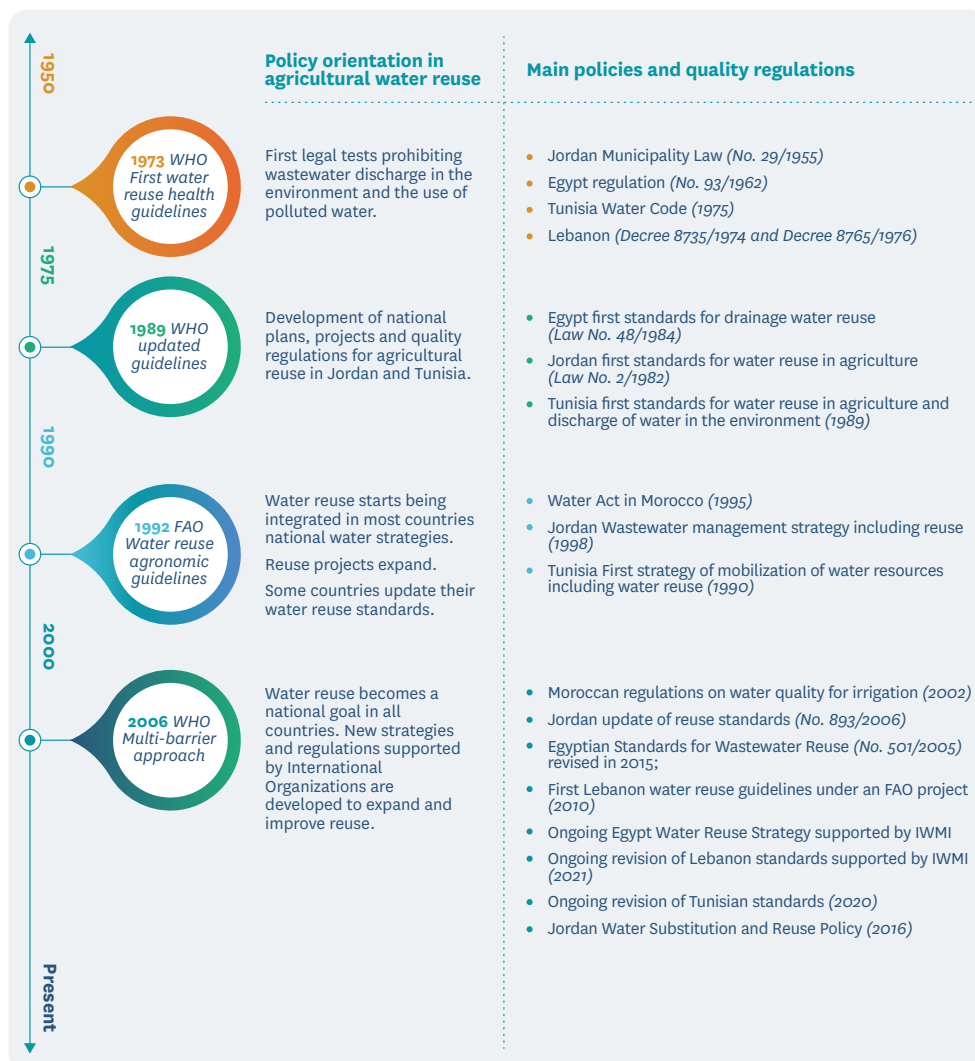 Policy orientation in
agricultural water reuse
Main policies and quality regulations
1950
1973 WHO
First water
reuse health
guidelines
First legal tests prohibiting
wastewater discharge in the
environment and the use of
polluted water.
• Jordan Municipality Law (No. 29/1955)
• Egypt regulation (No. 93/1962)
• Tunisia Water Code (1975)
• Lebanon (Decree 8735/1974 and Decree 8765/1976)
1975
1989 WHO
updated
guidelines
Development of national
plans, projects and quality
regulations for agricultural
reuse in Jordan and Tunisia.
• Egypt first standards for drainage water reuse
(Law No. 48/1984)
• Jordan first standards for water reuse in agriculture
(Law No. 2/1982)
• Tunisia first standards for water reuse in agriculture and
discharge of water in the environment (1989)
1990
1992 FAO
Water reuse
agronomic
guidelines
Water reuse starts being
integrated in most countries
national water strategies.
Reuse projects expand.
Some countries update their
water reuse standards.
• Water Act in Morocco (1995)
• Jordan Wastewater management strategy including reuse
(1998)
• Tunisia First strategy of mobilization of water resources
including water reuse (1990)
2000
2006 WHO
Multi-barrier
approach
Water reuse becomes a
national goal in all
countries. New strategies
and regulations supported
by International
Organizations are
developed to expand and
improve reuse.
• Moroccan regulations on water quality for irrigation (2002)
• Jordan update of reuse standards (No. 893/2006)
• Egyptian Standards for Wastewater Reuse (No. 501/2005)
revised in 2015;
• First Lebanon water reuse guidelines under an FAO project
(2010)
• Ongoing Egypt Water Reuse Strategy supported by IWMI
• Ongoing revision of Lebanon standards supported by IWMI
(2021)
• Ongoing revision of Tunisian standards (2020)
• Jordan Water Substitution and Reuse Policy (2016)
Present